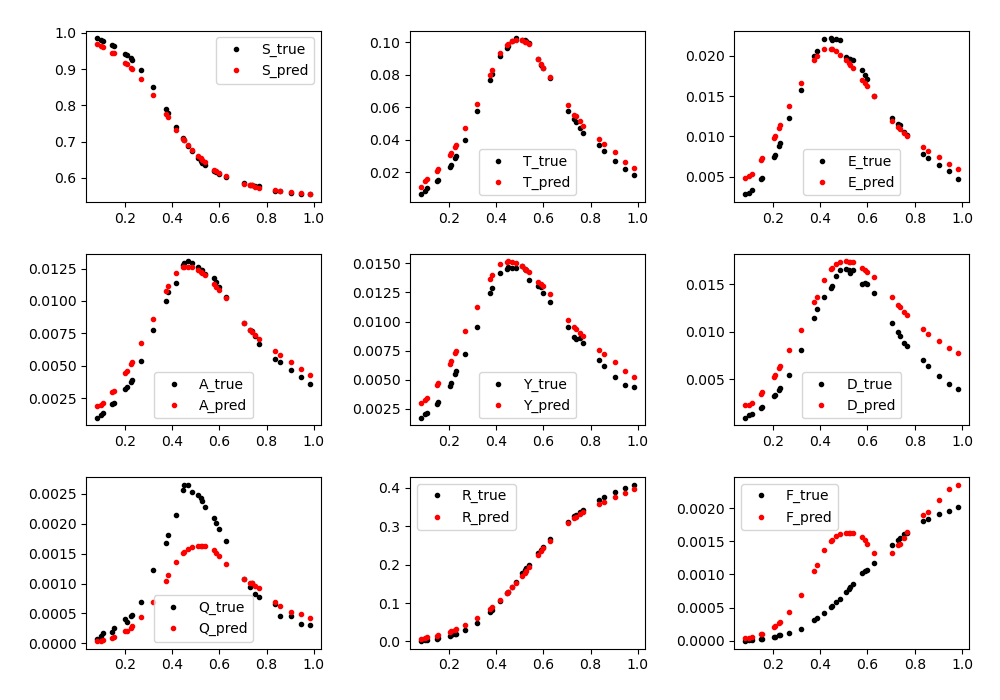 1.0
0.9
0.8
0.7
0.6
0.2 0.4 0.6 0.8 1.0
S_true
S_pred
0.10
0.08
0.06
0.04
0.02
0.2 0.4 0.6 0.8 1.0
T_true
T_pred
0.020
0.015
0.010
0.005
0.2 0.4 0.6 0.8 1.0
E_true
E_pred
0.0125
0.0100
0.0075
0.0050
0.0025
0.2 0.4 0.6 0.8 1.0
A_true
A_pred
0.0150
0.0125
0.0100
0.0075
0.0050
0.0025
0.2 0.4 0.6 0.8 1.0
Y_true
Y_pred
0.015
0.010
0.005
0.2 0.4 0.6 0.8 1.0
D_true
D_pred
0.0025
0.0020
0.0015
0.0010
0.0005
0.0000
0.2 0.4 0.6 0.8 1.0
Q_true
Q_pred
0.4
0.3
0.2
0.1
0.0
0.2 0.4 0.6 0.8 1.0
R_true
R_pred
0.0020
0.0015
0.0010
0.0005
0.0000
0.2 0.4 0.6 0.8 1.0
F_true
F_pred